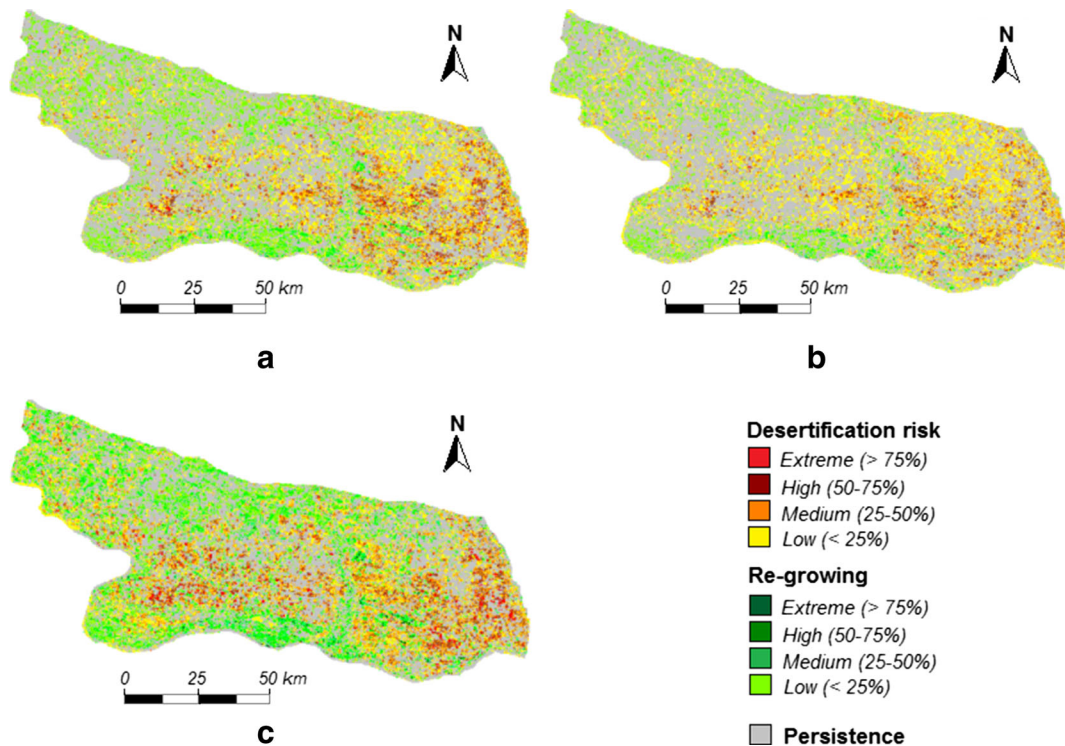 N
N
0 25 50 km
0 25 50 km
a
b
N
0 25 50 km
c
Desertification risk
Extreme (> 75%)
High (50-75%)
Medium (25-50%)
Low (< 25%)
Re-growing
Extreme (> 75%)
High (50-75%)
Medium (25-50%)
Low (< 25%)
Persistence